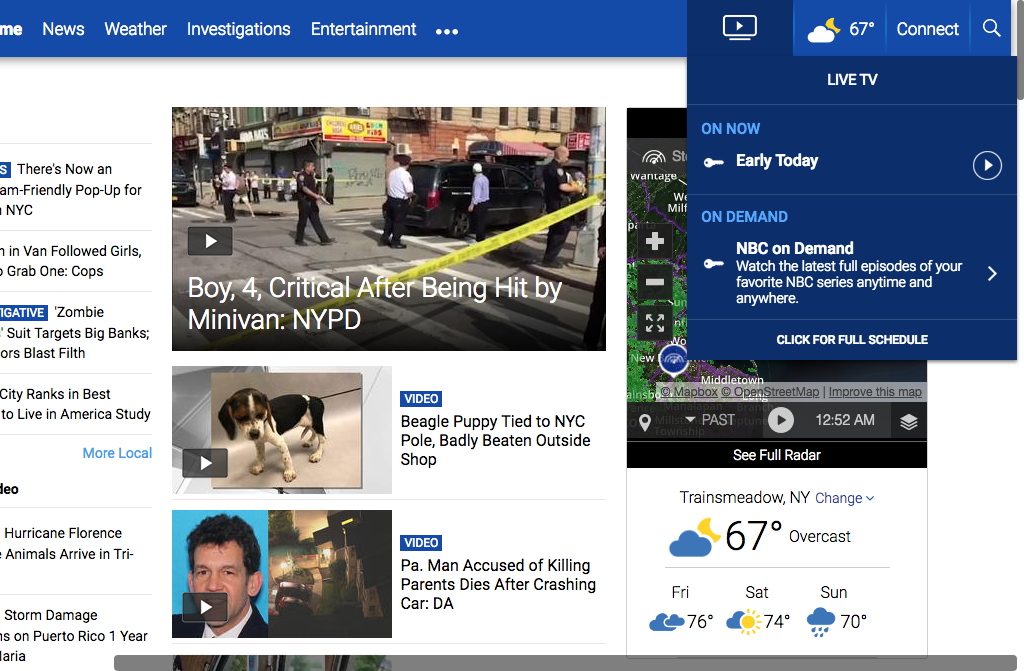 me News Weather Investigations Entertainment •••
67° Connect
LIVE TV
ON NOW
Early Today
ON DEMAND
NBC on Demand
Watch the latest full episodes of your
favorite NBC series anytime and
anywhere.
CLICK FOR FULL SCHEDULE
S There's Now an
am-Friendly Pop-Up for
NYC
in Van Followed Girls,
o Grab One: Cops
IGATIVE 'Zombie
' Suit Targets Big Banks;
ors Blast Filth
City Ranks in Best
to Live in America Study
More Local
deo
Hurricane Florence
e Animals Arrive in Tri-
Storm Damage
ns on Puerto Rico 1 Year
Maria
Boy, 4, Critical After Being Hit by
Minivan: NYPD
VIDEO
Beagle Puppy Tied to NYC
Pole, Badly Beaten Outside
Shop
VIDEO
Pa. Man Accused of Killing
Parents Dies After Crashing
Car: DA
Wantage
Middletown
© Mapbox © OpenStreetMap | Improve this map
PAST 12:52 AM
See Full Radar
Trainsmeadow, NY Change
67° Overcast
Fri Sat Sun
76° 74° 70°